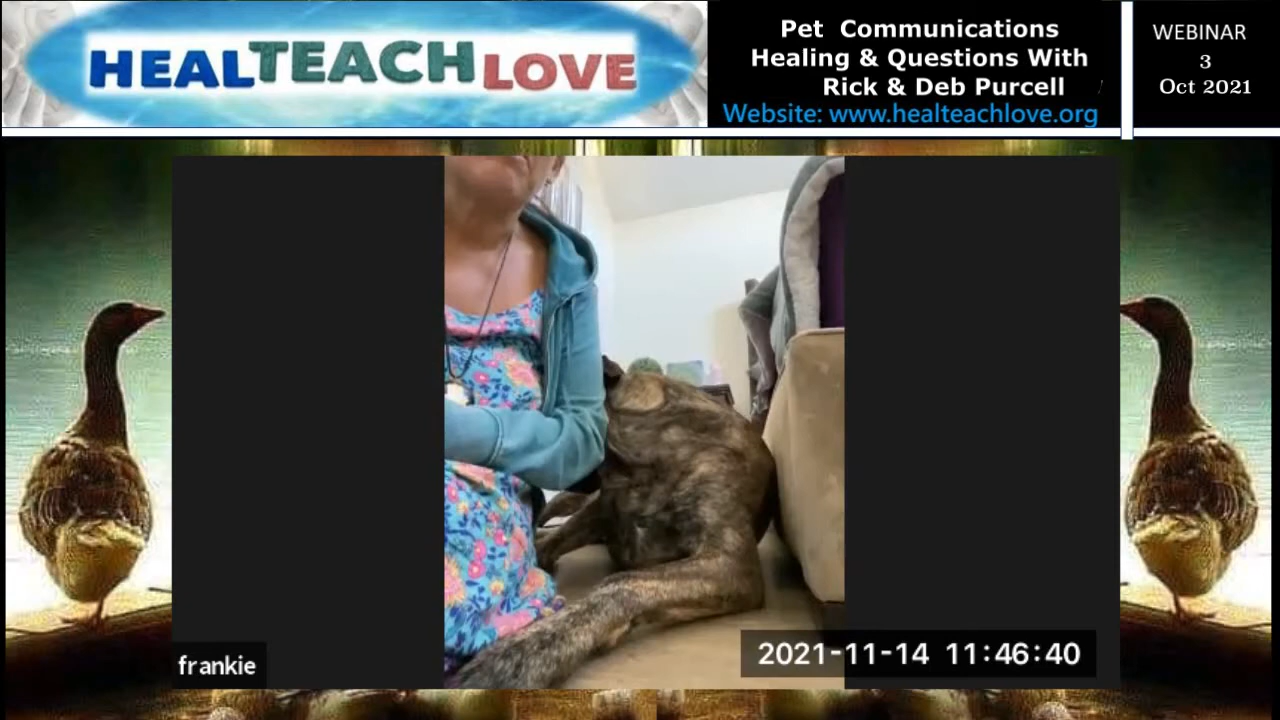 HEALTEACHLOVE
Pet Communications
Healing & Questions With
Rick & Deb Purcell
Website: www.healteachlove.org
WEBINAR
3
Oct 2021
frankie
2021-11-14 11:46:40